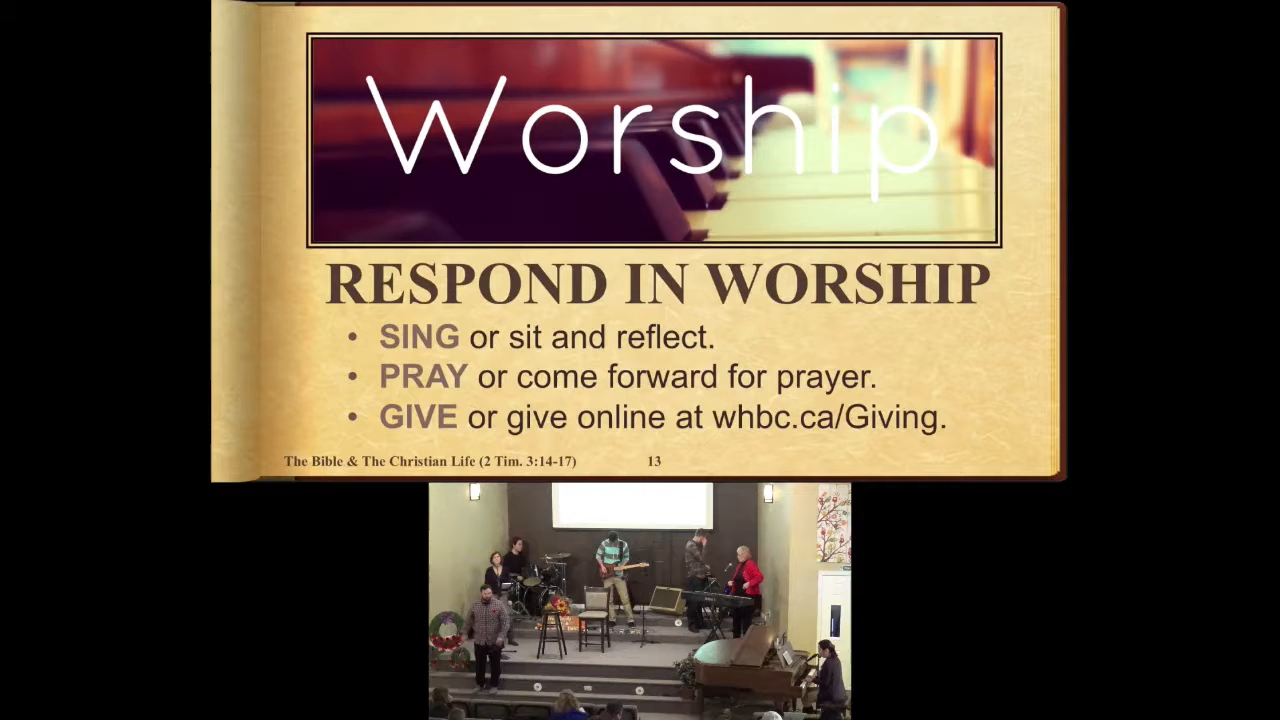 Worship
RESPOND IN WORSHIP
• SING or sit and reflect.
• PRAY or come forward for prayer.
• GIVE or give online at whbc.ca/Giving.
The Bible & The Christian Life (2 Tim. 3:14-17) 13